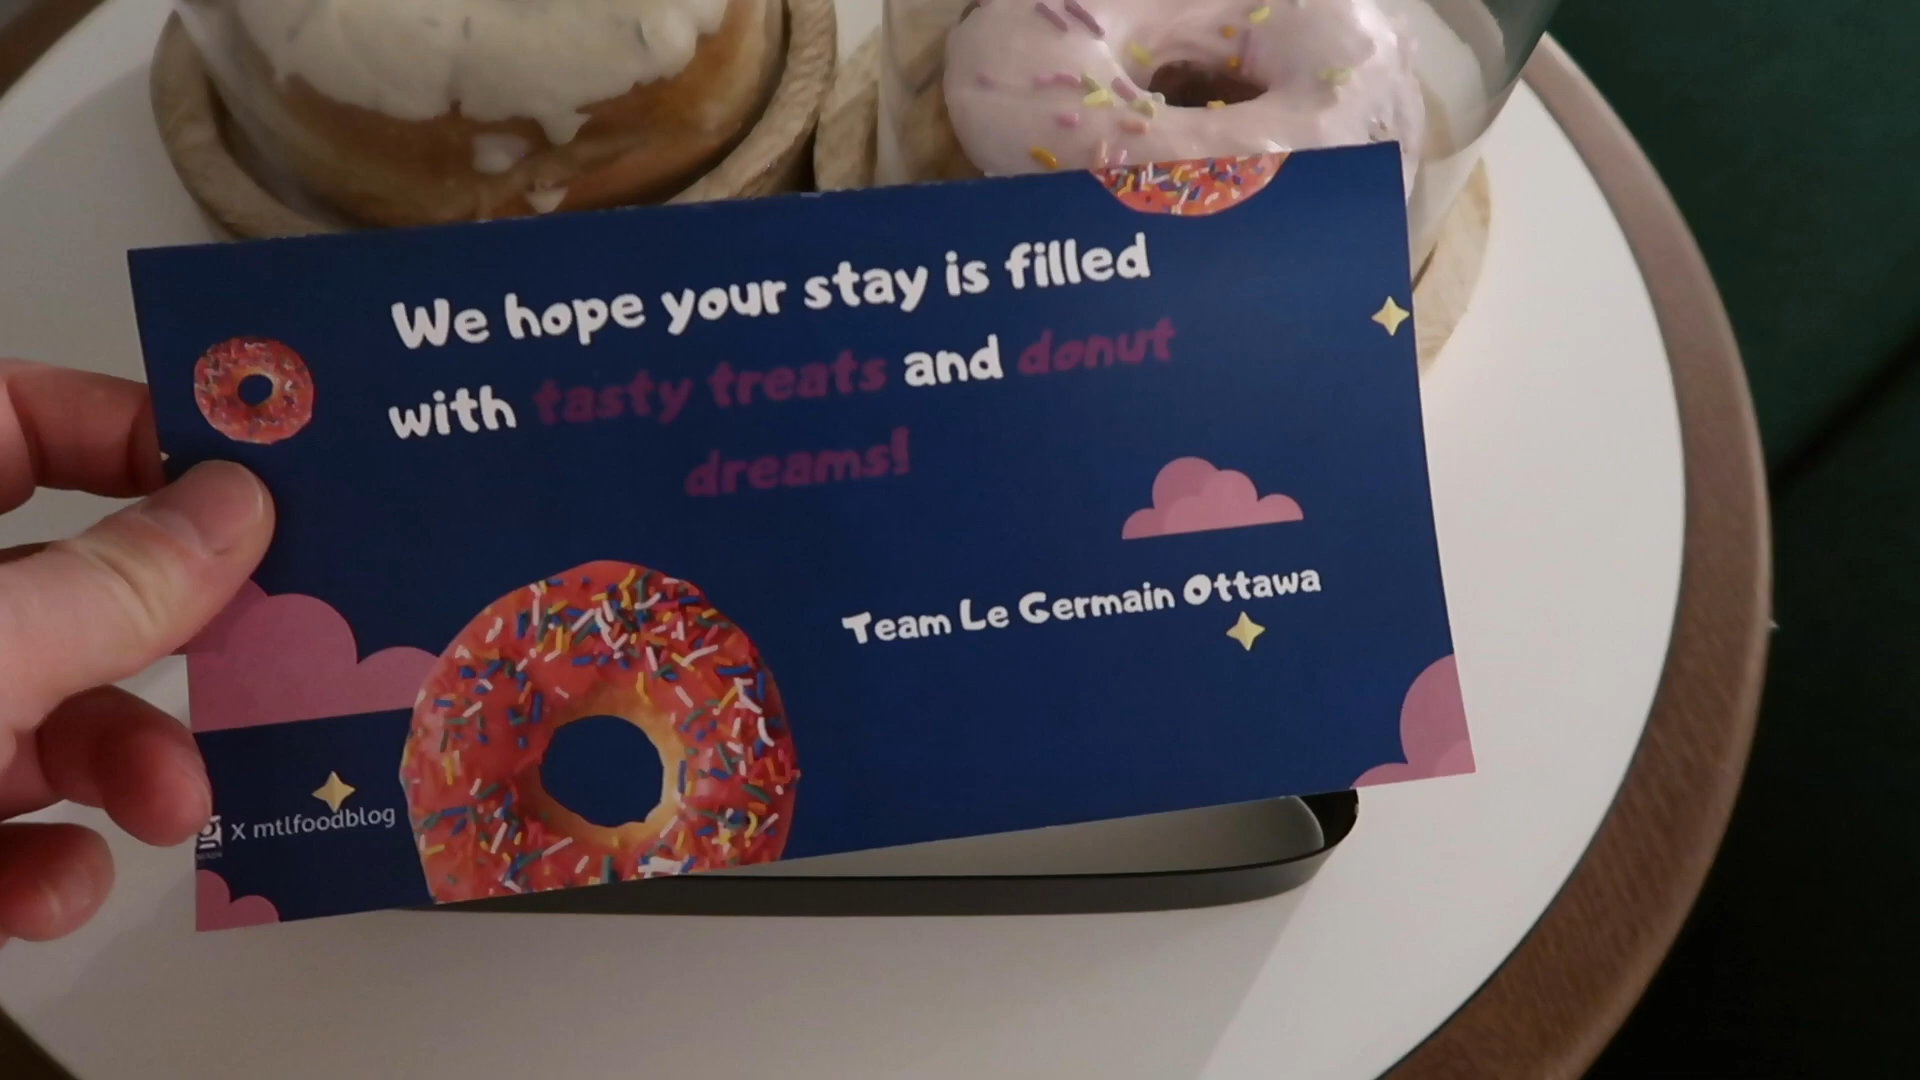 We hope your stay is filled
with tasty treats and donut
dreams!
Team Le Germain Ottawa
X mtlfoodblog